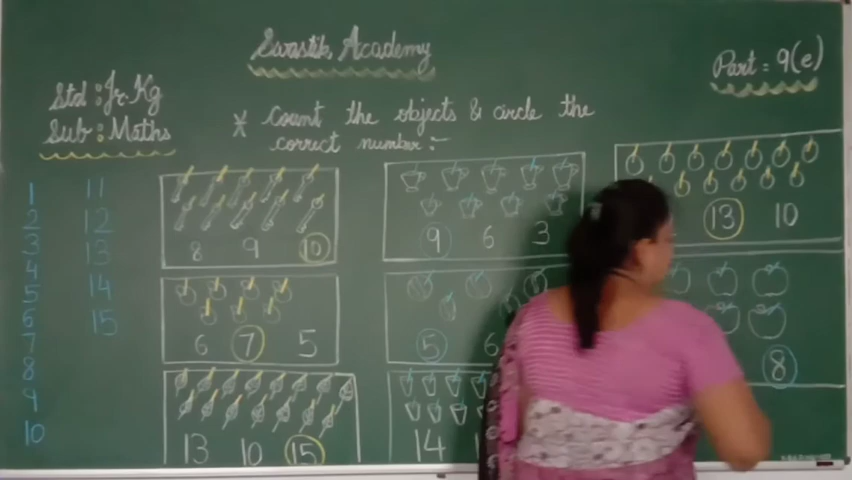 Swastik Academy
Part : 9(e)
Std : Jr. Kg
Sub : Maths
* Count the objects & circle the
correct number :-
1
2
3
4
5
6
7
8
9
10
11
12
13
14
15
8 9 10
6 7 5
13 10 15
9 6 3
5 6
14
13 10
8